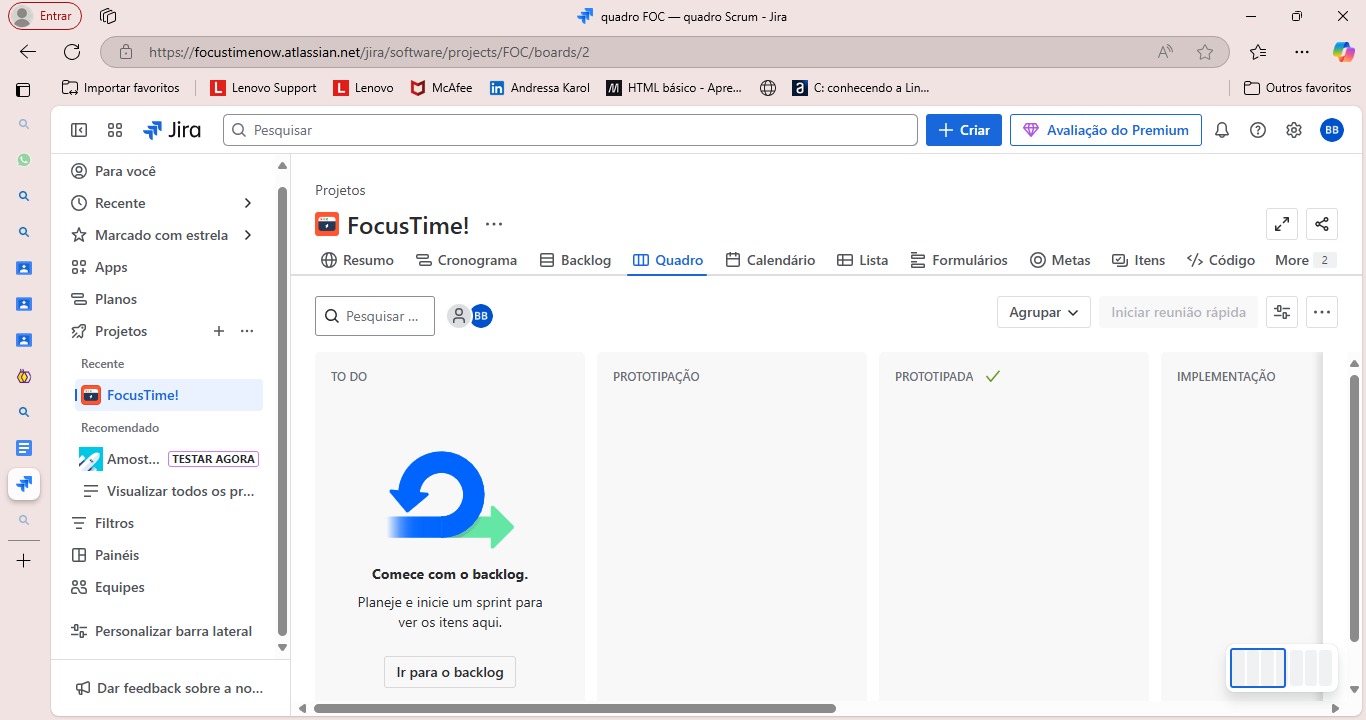 Entrar
quadro FOC — quadro Scrum - Jira
https://focustimenow.atlassian.net/jira/software/projects/FOC/boards/2
Importar favoritos
Lenovo Support
Lenovo
McAfee
Andressa Karol
HTML básico - Apre...
C: conhecendo a Lin...
Outros favoritos
Jira
Pesquisar
Criar
Avaliação do Premium
BB
Para você
Recente
Marcado com estrela
Apps
Planos
Projetos
Recente
FocusTime!
Recomendado
Amost... TESTAR AGORA
Visualizar todos os pr...
Filtros
Painéis
Equipes
Personalizar barra lateral
Dar feedback sobre a no...
Projetos
FocusTime!
Resumo
Cronograma
Backlog
Quadro
Calendário
Lista
Formulários
Metas
Itens
Código
More 2
Pesquisar ...
BB
Agrupar
Iniciar reunião rápida
TO DO
PROTOTIPAÇÃO
PROTOTIPADA
IMPLEMENTAÇÃO
Comece com o backlog.
Planeje e inicie um sprint para
ver os itens aqui.
Ir para o backlog